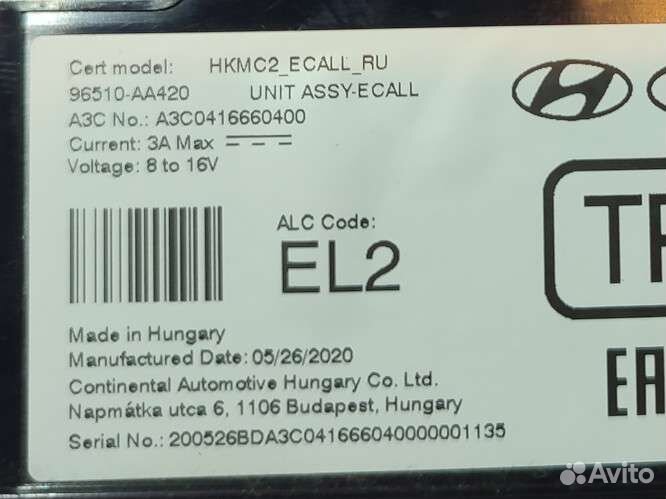 Cert model: HKMC2_ECALL_RU
96510-AA420 UNIT ASSY-ECALL
A3C No.: A3C0416660400
Current: 3A Max
Voltage: 8 to 16V
ALC Code:
EL2
Made in Hungary
Manufactured Date: 05/26/2020
Continental Automotive Hungary Co. Ltd.
Napmátka utca 6, 1106 Budapest, Hungary
Serial No.: 200526BDA3C041666040000001135
EA
Avito